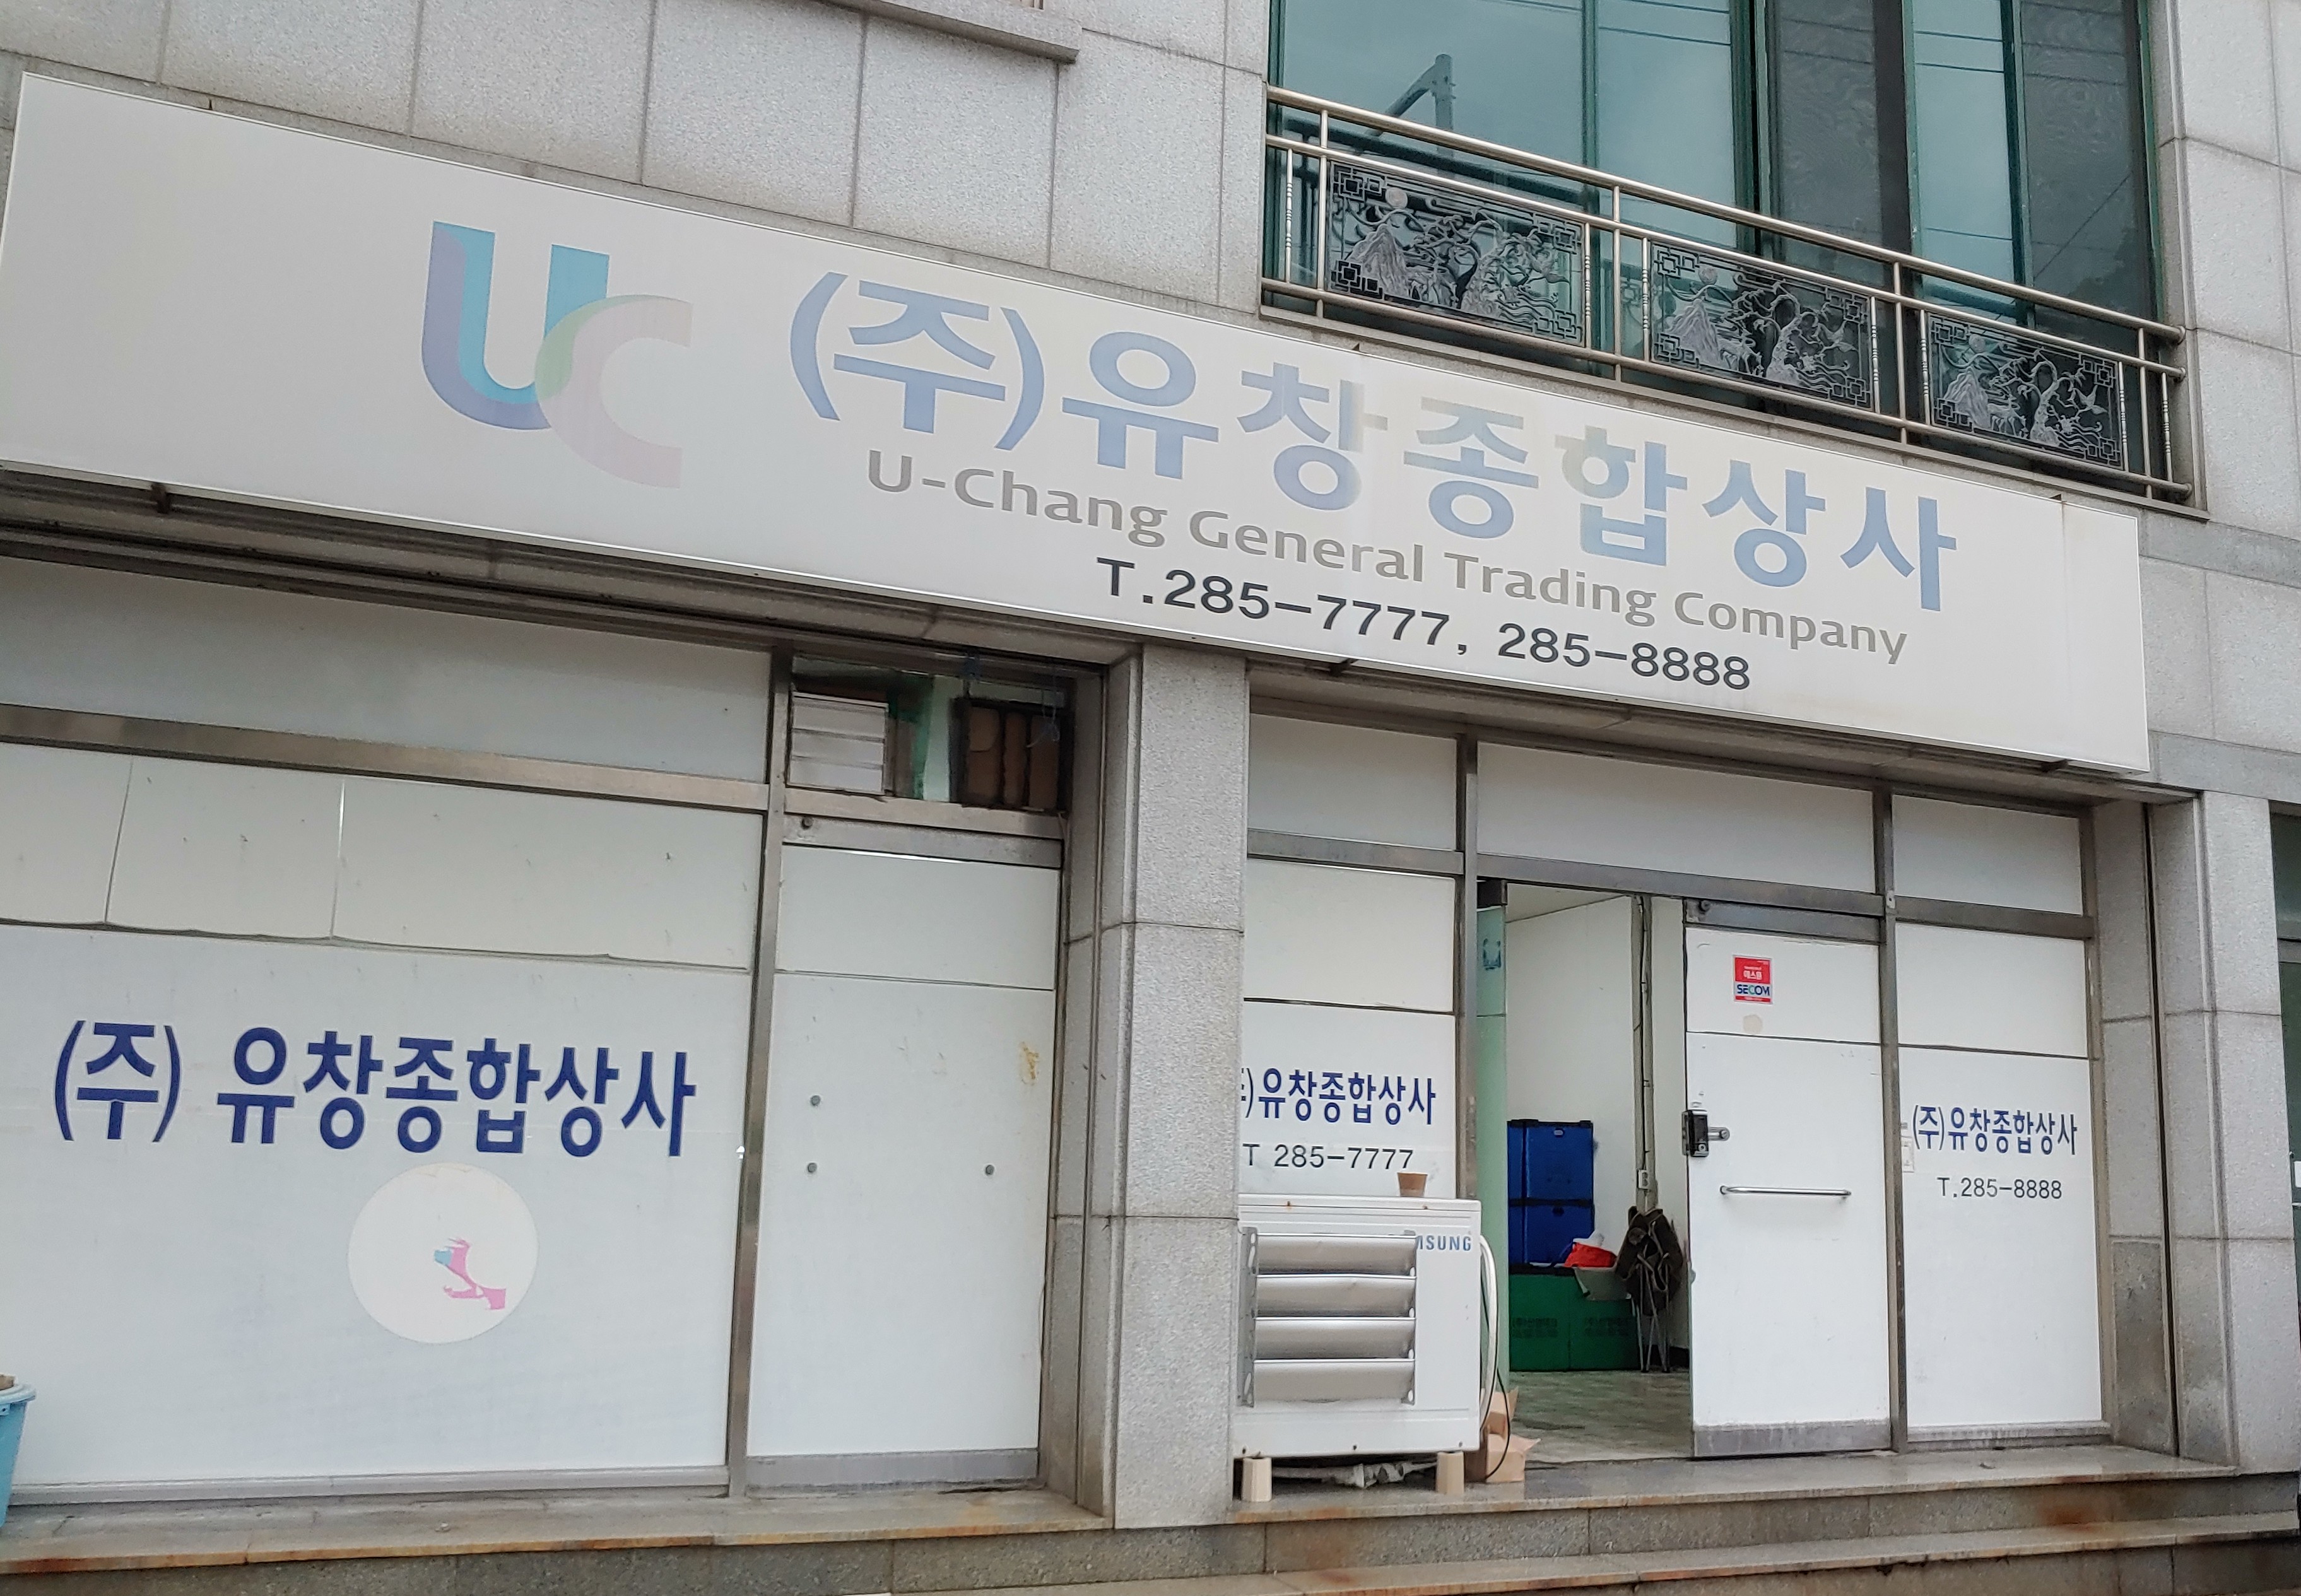 UC (주)유창종합상사
U-Chang General Trading Company
T.285-7777, 285-8888
(주) 유창종합상사
유창종합상사
T 285-7777
SECOM
(주)유창종합상사
T.285-8888